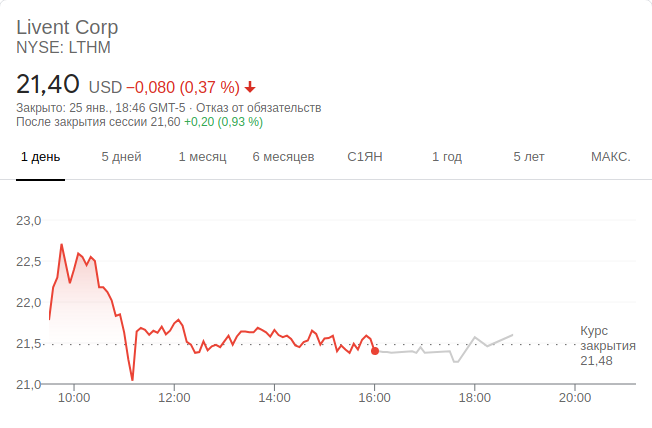 Livent Corp
NYSE: LTHM
21,40 USD −0,080 (0,37 %)
Закрыто: 25 янв., 18:46 GMT-5 · Отказ от обязательств
После закрытия сессии 21,60 +0,20 (0,93 %)
1 день 5 дней 1 месяц 6 месяцев С1ЯН 1 год 5 лет МАКС.
23,0
22,5
22,0
21,5
21,0
Курс
закрытия
21,48
10:00 12:00 14:00 16:00 18:00 20:00